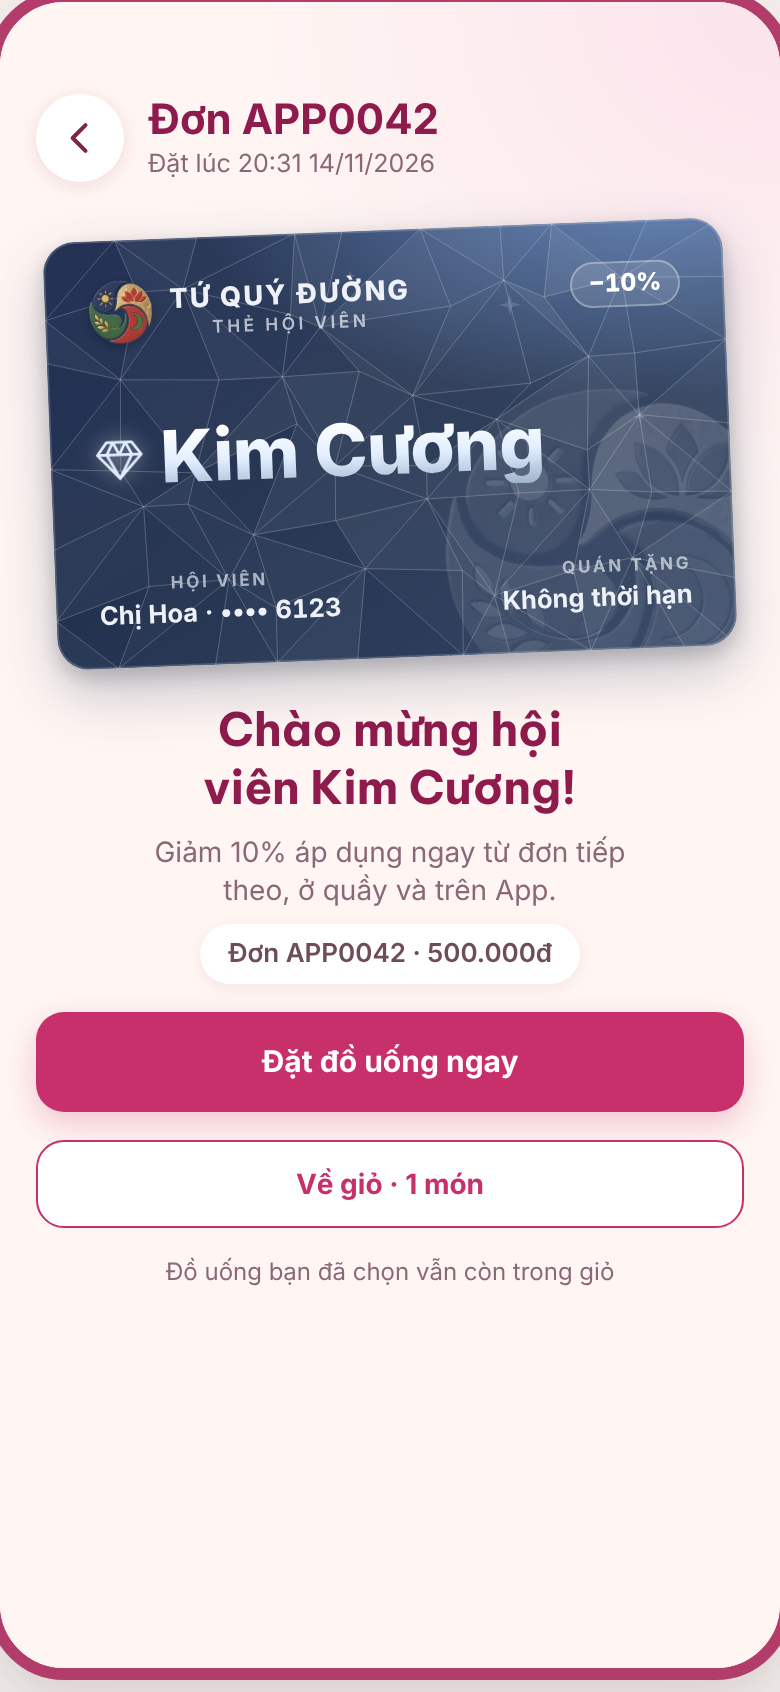 Đơn APP0042
Đặt lúc 20:31 14/11/2026
TỨ QUÝ ĐƯỜNG
THẺ HỘI VIÊN
−10%
Kim Cương
HỘI VIÊN
Chị Hoa · •••• 6123
QUÁN TẶNG
Không thời hạn
Chào mừng hội
viên Kim Cương!
Giảm 10% áp dụng ngay từ đơn tiếp
theo, ở quầy và trên App.
Đơn APP0042 · 500.000đ
Đặt đồ uống ngay
Về giỏ · 1 món
Đồ uống bạn đã chọn vẫn còn trong giỏ